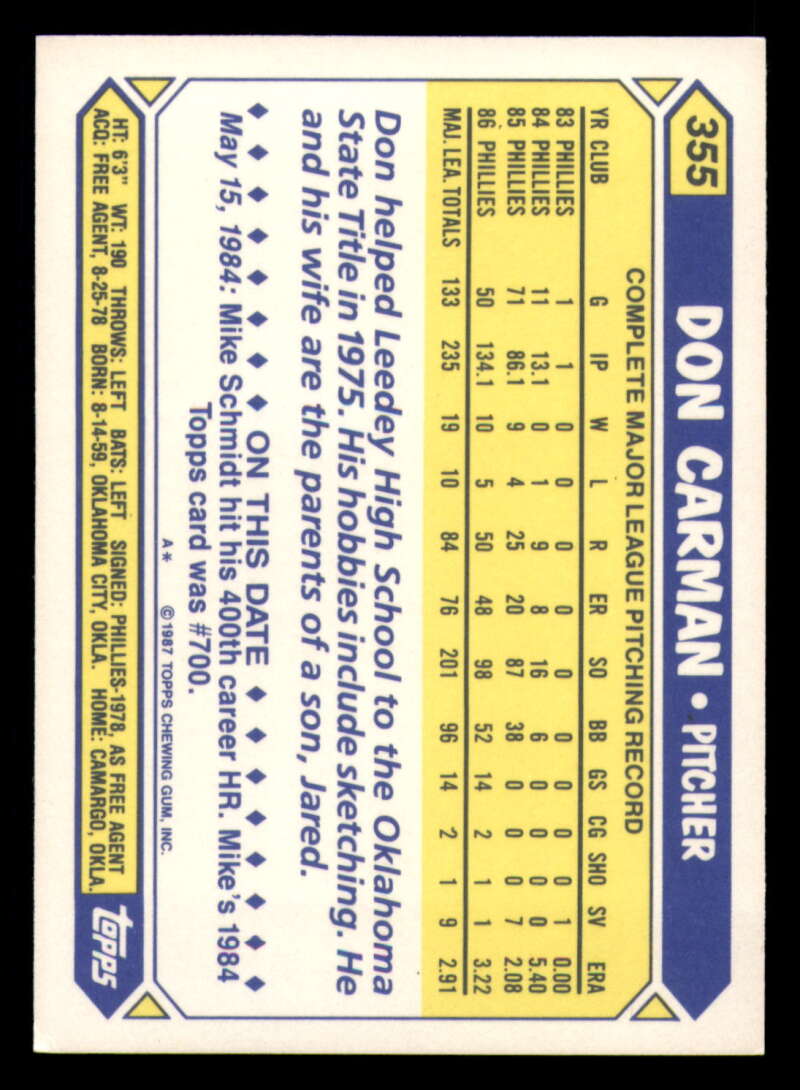 355 DON CARMAN • PITCHER
COMPLETE MAJOR LEAGUE PITCHING RECORD
YR CLUB G IP W L R ER SO BB GS CG SHO SV ERA
83 PHILLIES 1 1 0 0 0 0 0 0 0 0 0 1 0.00
84 PHILLIES 11 13.1 0 1 9 8 16 6 0 0 0 0 5.40
85 PHILLIES 71 86.1 9 4 25 20 87 38 0 0 0 7 2.08
86 PHILLIES 50 134.1 10 5 50 48 98 52 14 2 1 1 3.22
MAJ. LEA. TOTALS 133 235 19 10 84 76 201 96 14 2 1 9 2.91
Don helped Leedey High School to the Oklahoma
State Title in 1975. His hobbies include sketching. He
and his wife are the parents of a son, Jared.
◆ ◆ ◆ ◆ ◆ ◆ ◆ ◆ ON THIS DATE ◆ ◆ ◆ ◆ ◆ ◆ ◆ ◆
May 15, 1984: Mike Schmidt hit his 400th career HR. Mike's 1984
Topps card was #700.
A* ©1987 TOPPS CHEWING GUM, INC.
HT: 6'3" WT: 190 THROWS: LEFT BATS: LEFT SIGNED: PHILLIES-1978, AS FREE AGENT
ACQ: FREE AGENT, 8-25-78 BORN: 8-14-59, OKLAHOMA CITY, OKLA. HOME: CAMARGO, OKLA.
topps